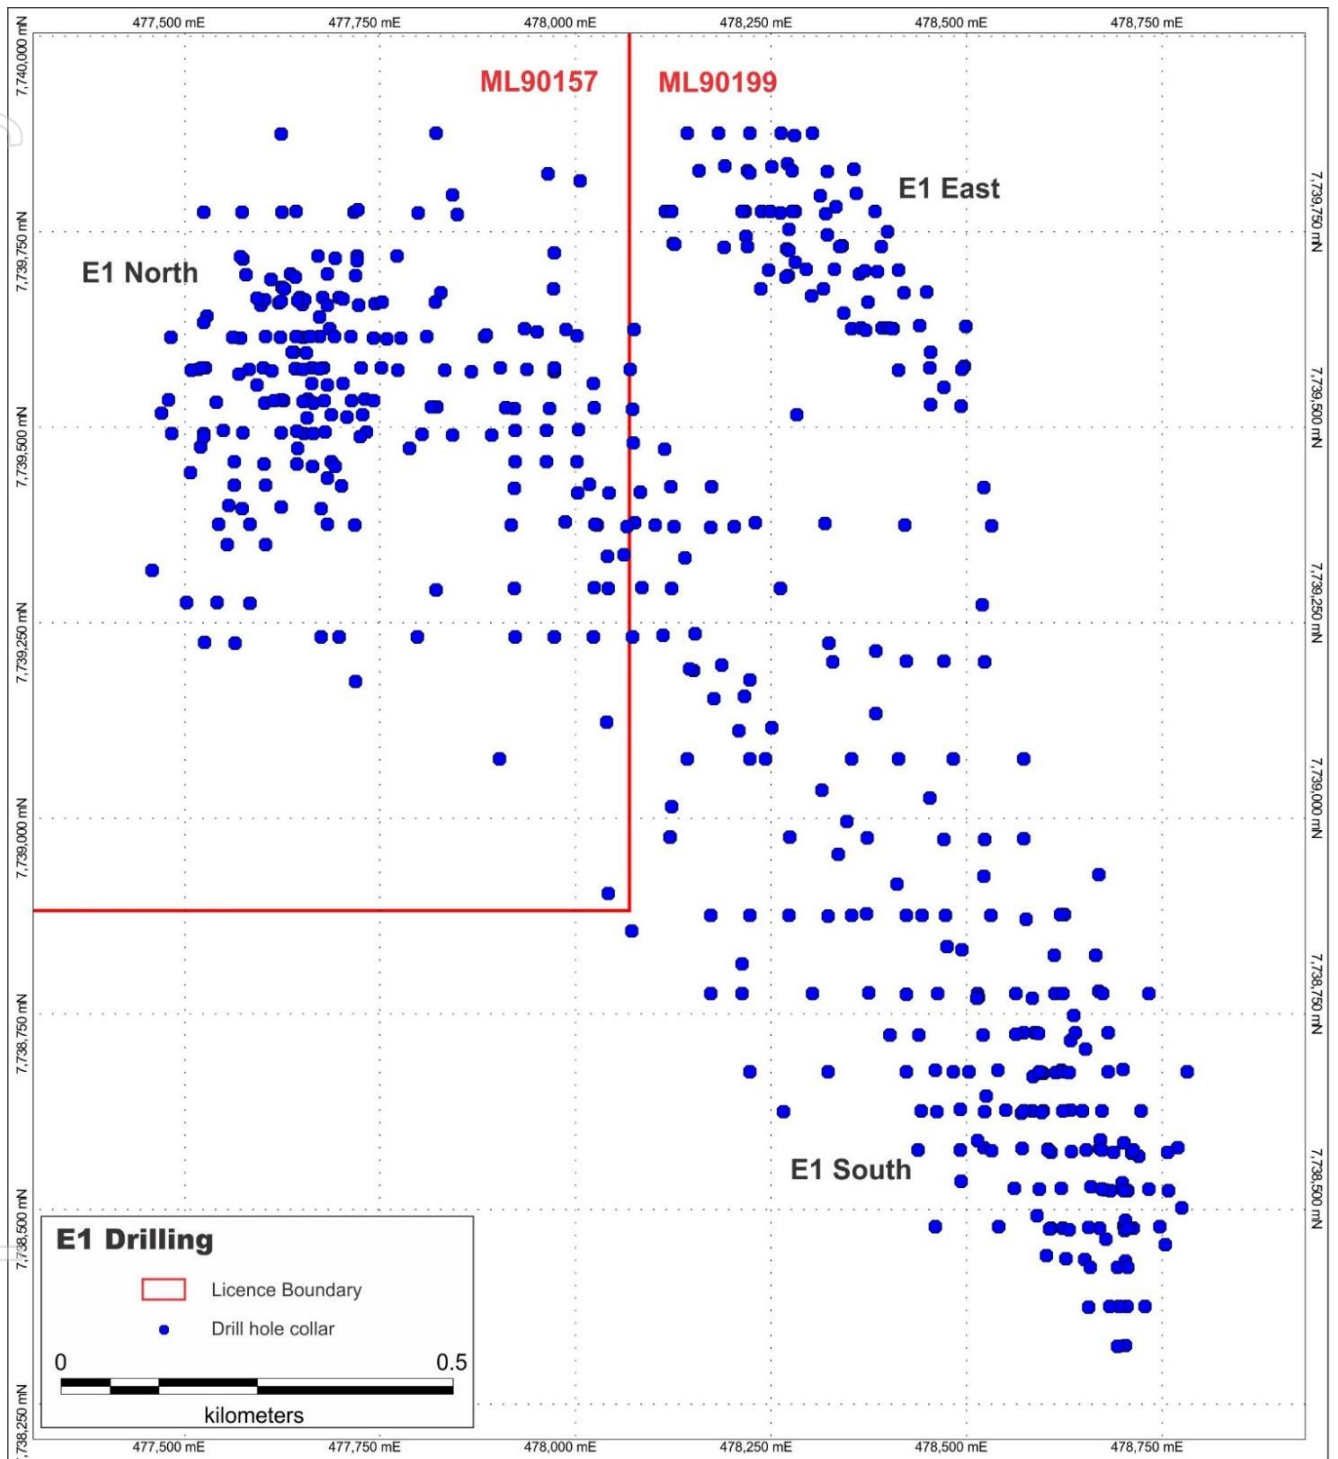 477,500 mE 477,750 mE 478,000 mE 478,250 mE 478,500 mE 478,750 mE
7,740,000 mN
ML90157 ML90199
E1 East
7,739,750 mN
7,739,750 mN
E1 North
7,739,500 mN
7,739,500 mN
7,739,250 mN
7,739,250 mN
7,739,000 mN
7,739,000 mN
7,738,750 mN
7,738,750 mN
E1 South
7,738,500 mN
7,738,500 mN
E1 Drilling
Licence Boundary
Drill hole collar
0 0.5
kilometers
,738,250 mN
477,500 mE 477,750 mE 478,000 mE 478,250 mE 478,500 mE 478,750 mE